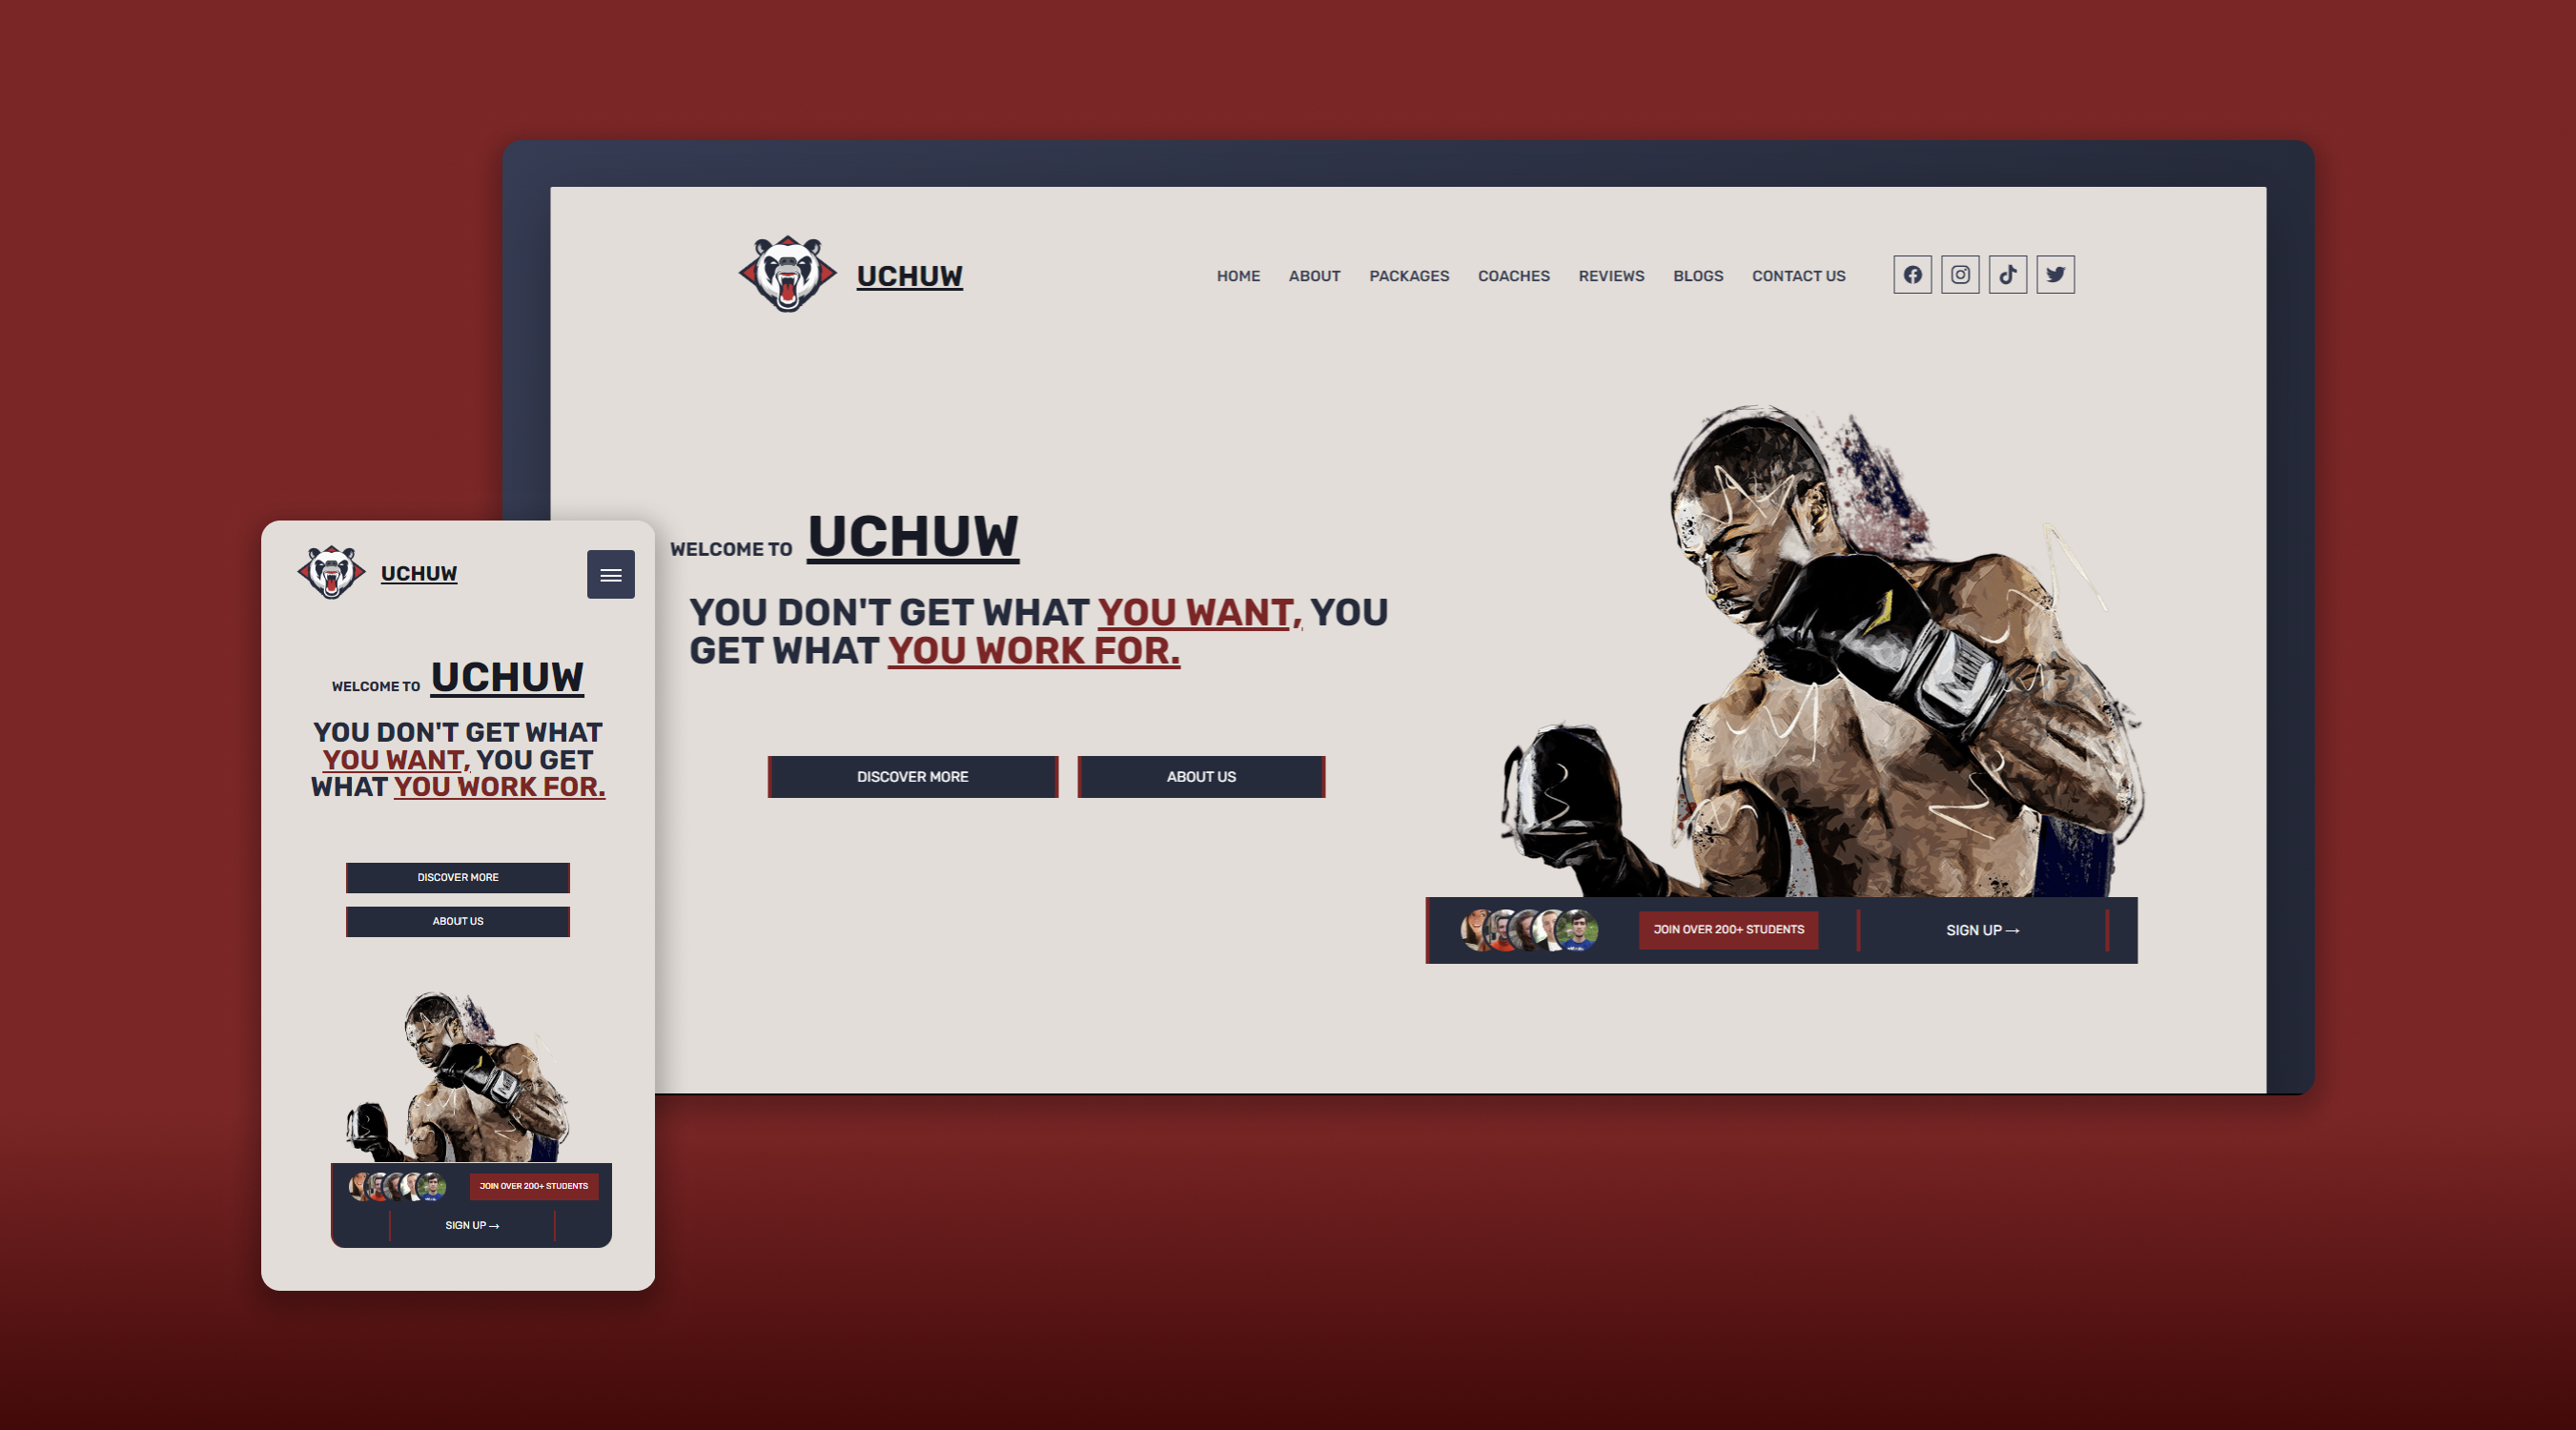 UCHUW
HOME ABOUT PACKAGES COACHES REVIEWS BLOGS CONTACT US
WELCOME TO UCHUW
YOU DON'T GET WHAT YOU WANT, YOU
GET WHAT YOU WORK FOR.
DISCOVER MORE
ABOUT US
JOIN OVER 200+ STUDENTS
SIGN UP →
UCHUW
WELCOME TO UCHUW
YOU DON'T GET WHAT
YOU WANT, YOU GET
WHAT YOU WORK FOR.
DISCOVER MORE
ABOUT US
JOIN OVER 200+ STUDENTS
SIGN UP →